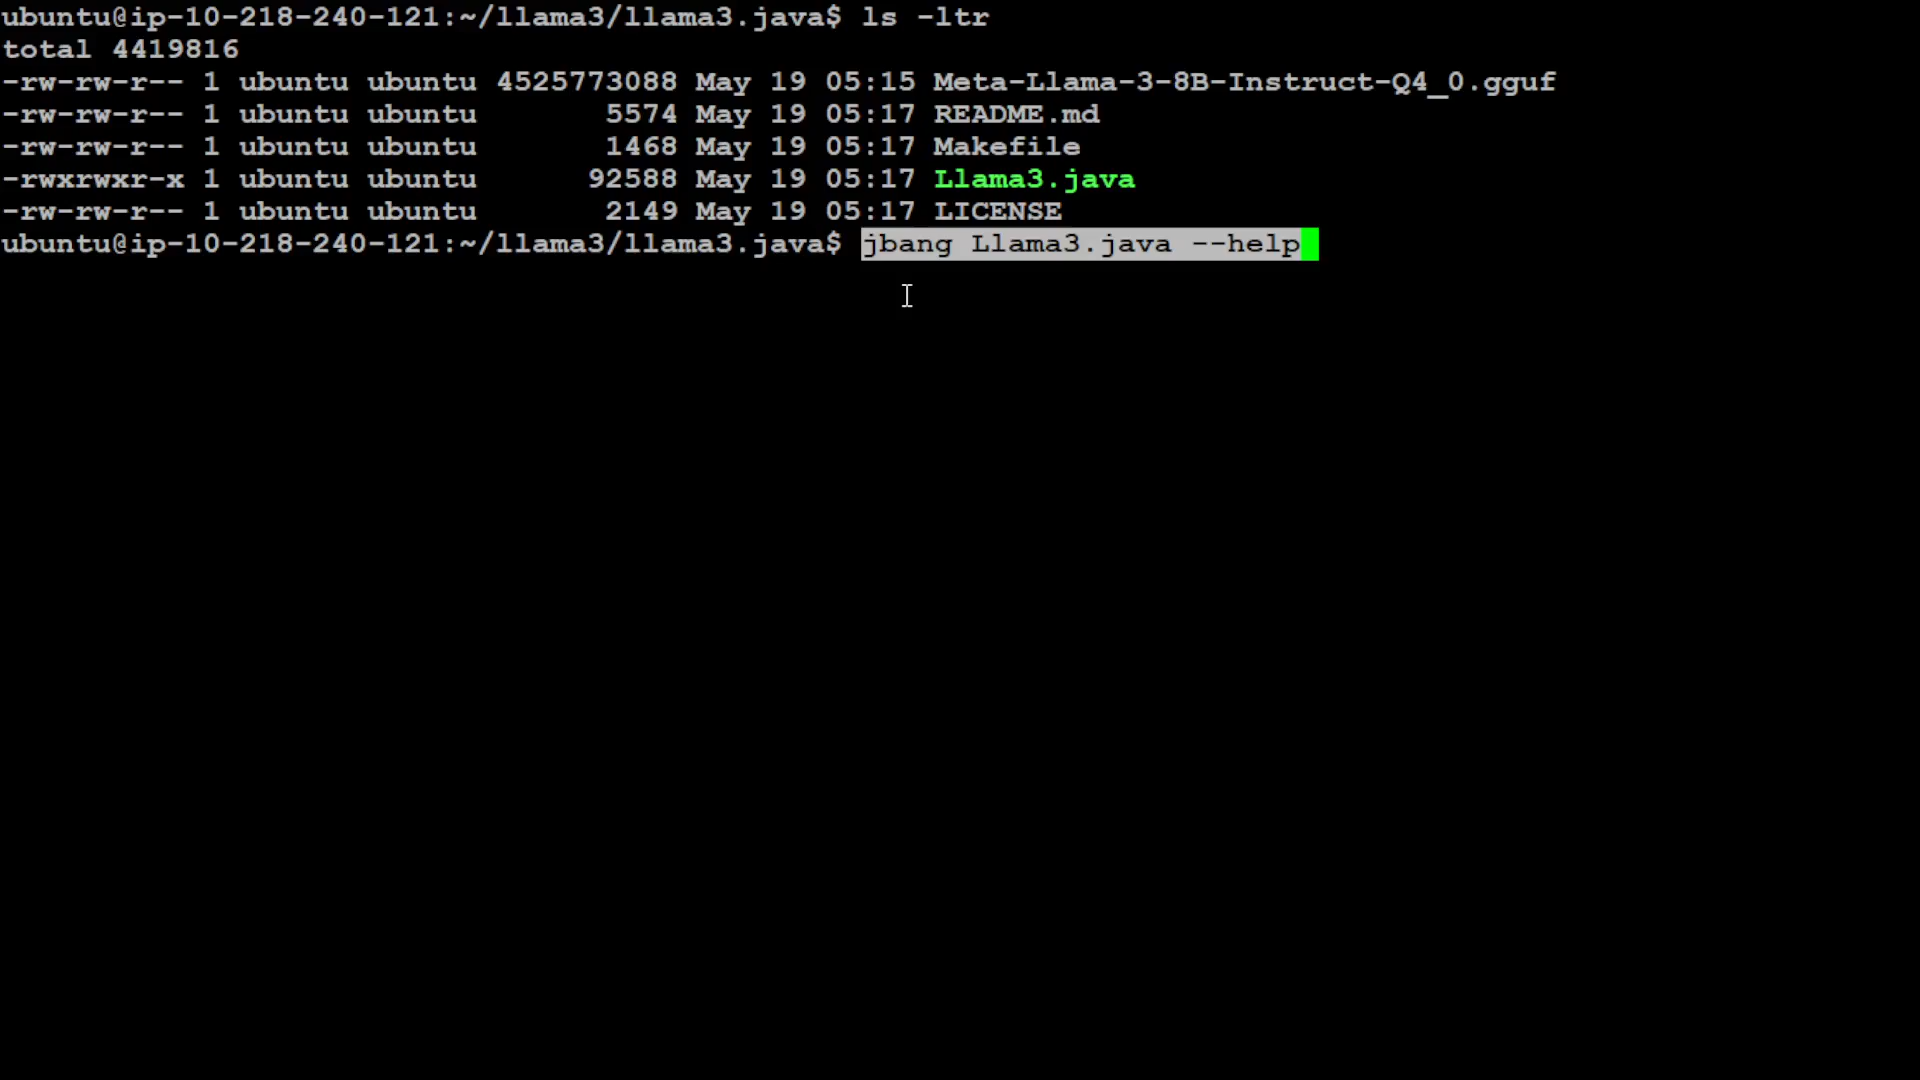 ubuntu@ip-10-218-240-121:~/llama3/llama3.java$ ls -ltr
total 4419816
-rw-rw-r-- 1 ubuntu ubuntu 4525773088 May 19 05:15 Meta-Llama-3-8B-Instruct-Q4_0.gguf
-rw-rw-r-- 1 ubuntu ubuntu       5574 May 19 05:17 README.md
-rw-rw-r-- 1 ubuntu ubuntu       1468 May 19 05:17 Makefile
-rwxrwxr-x 1 ubuntu ubuntu      92588 May 19 05:17 Llama3.java
-rw-rw-r-- 1 ubuntu ubuntu       2149 May 19 05:17 LICENSE
ubuntu@ip-10-218-240-121:~/llama3/llama3.java$ jbang Llama3.java --help